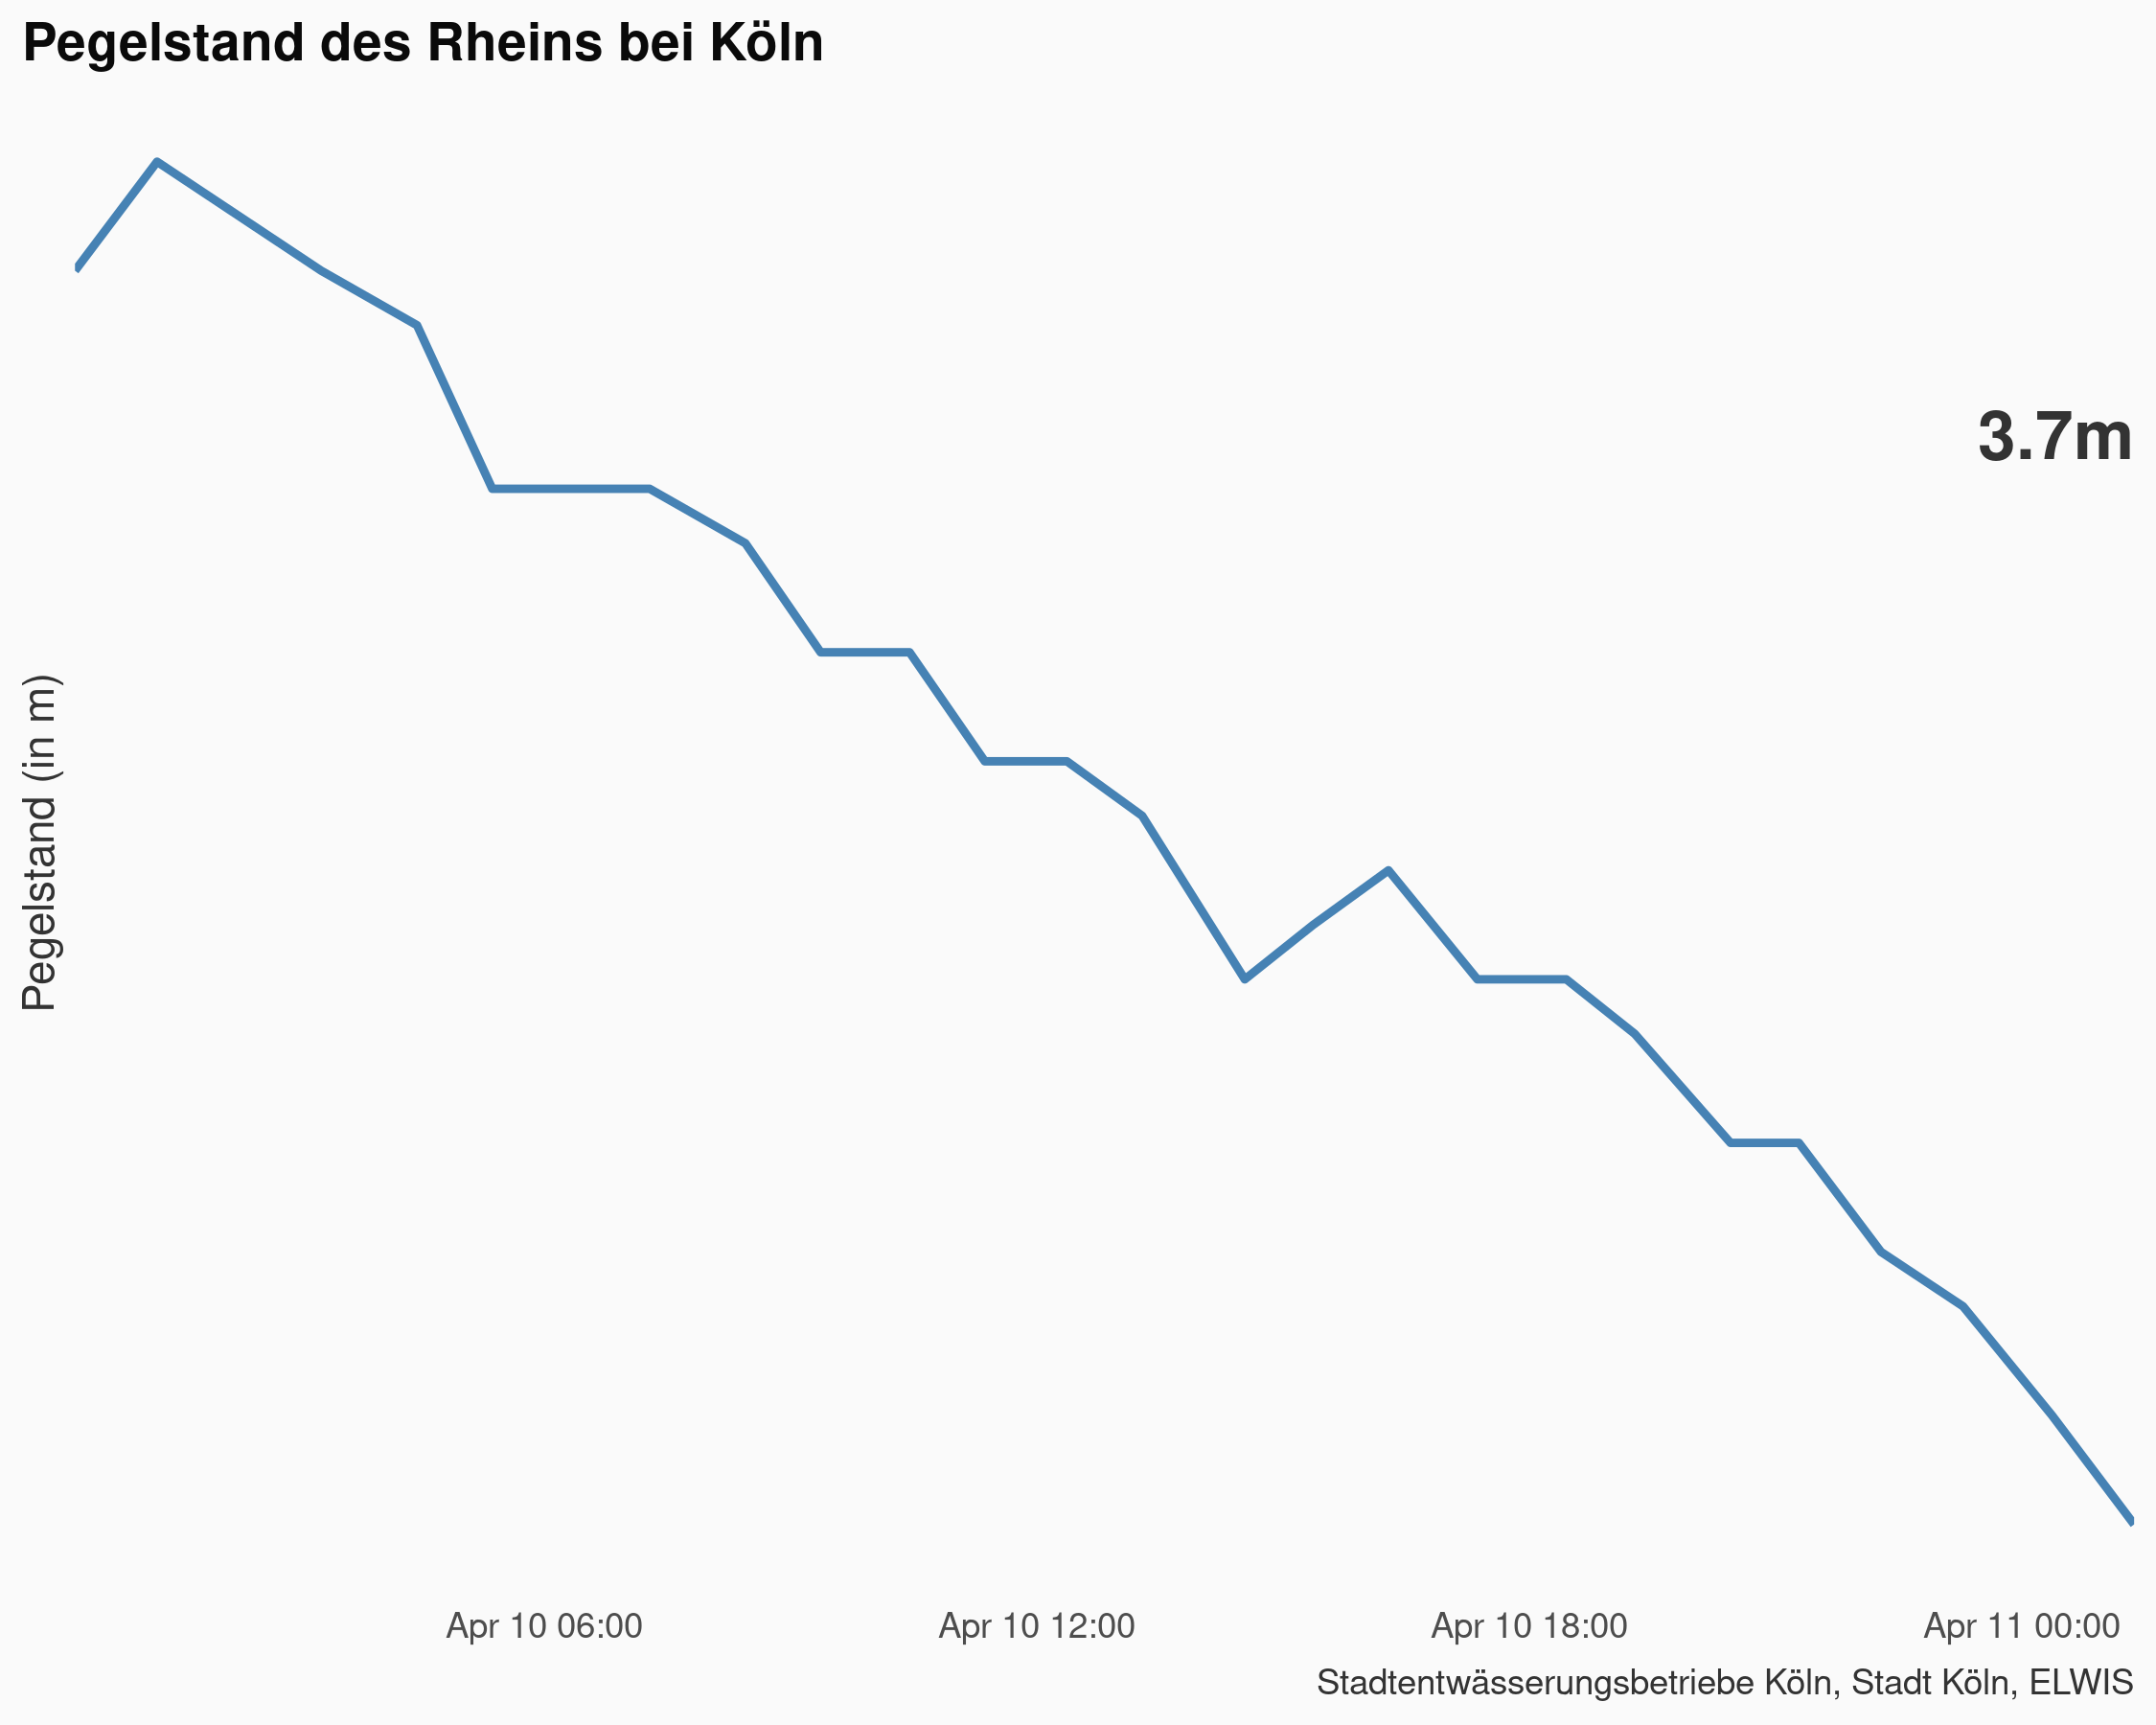 Pegelstand des Rheins bei Köln
3.7m
Pegelstand (in m)
Apr 10 06:00
Apr 10 12:00
Apr 10 18:00
Apr 11 00:00
Stadtentwässerungsbetriebe Köln, Stadt Köln, ELWIS